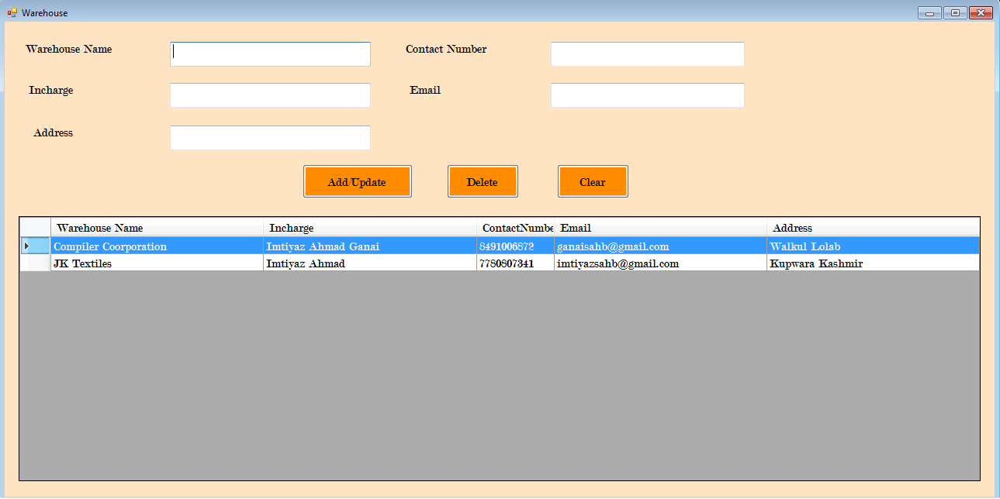 Warehouse
Warehouse Name Contact Number
Incharge Email
Address
Add/Update Delete Clear
Warehouse Name Incharge ContactNumbe Email Address
Compiler Coorporation Imtiyaz Ahmad Ganai 8491006872 ganaisahb@gmail.com Walkul Lolab
JK Textiles Imtiyaz Ahmad 7780807341 imtiyazsahb@gmail.com Kupwara Kashmir